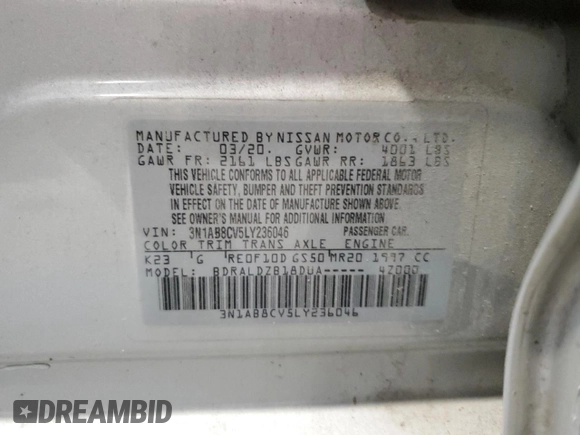 MANUFACTURED BY NISSAN MOTOR CO., LTD.
DATE: 03/20. GVWR: 4001 LBS
GAWR FR: 2161 LBS GAWR RR: 1863 LBS
THIS VEHICLE CONFORMS TO ALL APPLICABLE FEDERAL MOTOR
VEHICLE SAFETY, BUMPER AND THEFT PREVENTION STANDARDS
IN EFFECT ON THE DATE OF MANUFACTURE SHOWN ABOVE.
SEE OWNER'S MANUAL FOR ADDITIONAL INFORMATION.
VIN: 3N1AB8CV5LY236046 PASSENGER CAR.
COLOR TRIM TRANS AXLE ENGINE
K23 G RE0F10D GS50 MR20 1997 CC
MODEL: BDRALDZB18DUA----- 4Z000
3N1AB8CV5LY236046
DREAMBID